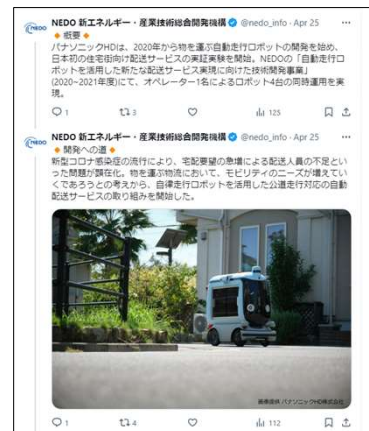 NEDO 新エネルギー・産業技術総合開発機構 @nedo_info · Apr 25
◆ 概要 ◆
パナソニックHDは、2020年から物を運ぶ自動走行ロボットの開発を始め、
日本初の住宅街向け配送サービスの実証実験を開始。NEDOの「自動走行ロ
ボットを活用した新たな配送サービス実現に向けた技術開発事業」
(2020~2021年度)にて、オペレーター1名によるロボット4台の同時運用を実
現。
1 3 125
NEDO 新エネルギー・産業技術総合開発機構 @nedo_info · Apr 25
◆ 開発への道 ◆
新型コロナ感染症の流行により、宅配要望の急増による配送人員の不足とい
った問題が顕在化。物を運ぶ物流において、モビリティのニーズが増えてい
くであろうとの考えから、自律走行ロボットを活用した公道走行対応の自動
配送サービスの取り組みを開始した。
画像提供 パナソニックHD株式会社
1 4 112